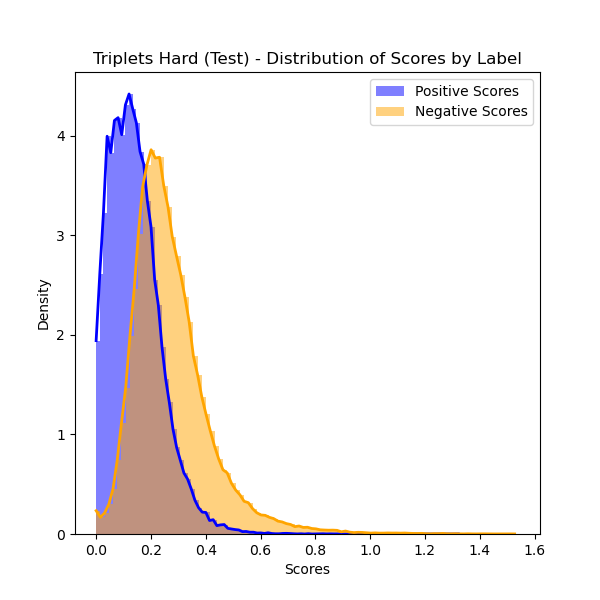 Triplets Hard (Test) - Distribution of Scores by Label
Positive Scores
Negative Scores
Density
4
3
2
1
0
0.0 0.2 0.4 0.6 0.8 1.0 1.2 1.4 1.6
Scores